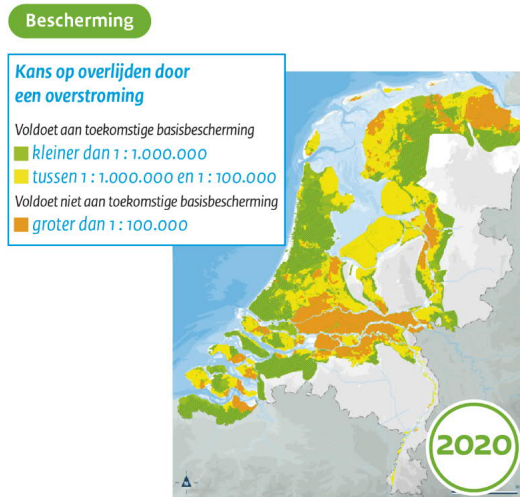 Bescherming
Kans op overlijden door
een overstroming
Voldoet aan toekomstige basisbescherming
kleiner dan 1 : 1.000.000
tussen 1 : 1.000.000 en 1 : 100.000
Voldoet niet aan toekomstige basisbescherming
groter dan 1 : 100.000
2020